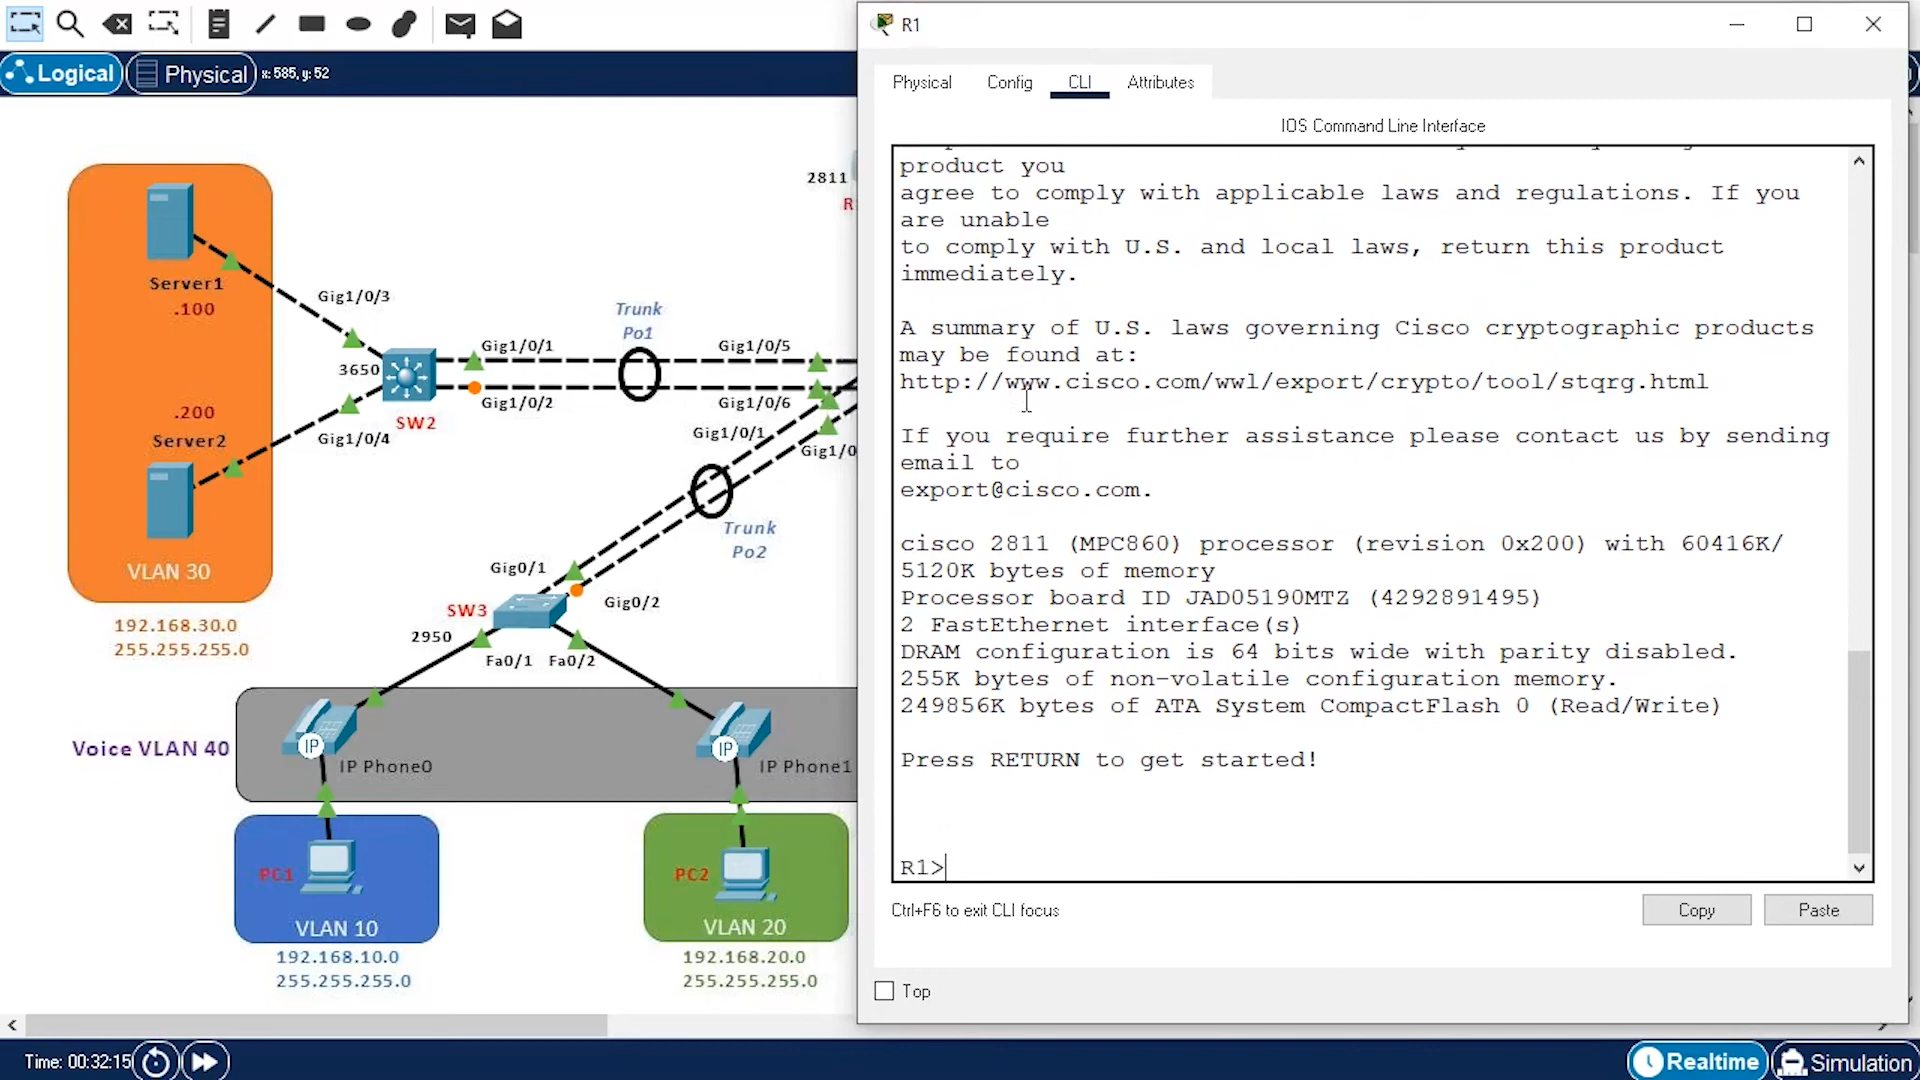 R1
Logical
Physical
x: 585, y: 52
Physical
Config
CLI
Attributes
IOS Command Line Interface
product you
agree to comply with applicable laws and regulations. If you
are unable
to comply with U.S. and local laws, return this product
immediately.
A summary of U.S. laws governing Cisco cryptographic products
may be found at:
http://www.cisco.com/wwl/export/crypto/tool/stqrg.html
If you require further assistance please contact us by sending
email to
export@cisco.com.
cisco 2811 (MPC860) processor (revision 0x200) with 60416K/
5120K bytes of memory
Processor board ID JAD05190MTZ (4292891495)
2 FastEthernet interface(s)
DRAM configuration is 64 bits wide with parity disabled.
255K bytes of non-volatile configuration memory.
249856K bytes of ATA System CompactFlash 0 (Read/Write)
Press RETURN to get started!
R1>
Ctrl+F6 to exit CLI focus
Copy
Paste
Top
2811
R
Server1
.100
Gig1/0/3
Trunk
Po1
Gig1/0/1
Gig1/0/5
3650
.200
Server2
Gig1/0/4
SW2
Gig1/0/2
Gig1/0/6
Gig1/0/1
Gig1/0
Trunk
Po2
VLAN 30
192.168.30.0
255.255.255.0
Gig0/1
SW3
Gig0/2
2950
Fa0/1
Fa0/2
Voice VLAN 40
IP
IP Phone0
IP
IP Phone1
PC1
VLAN 10
192.168.10.0
255.255.255.0
PC2
VLAN 20
192.168.20.0
255.255.255.0
Time: 00:32:15
Realtime
Simulation